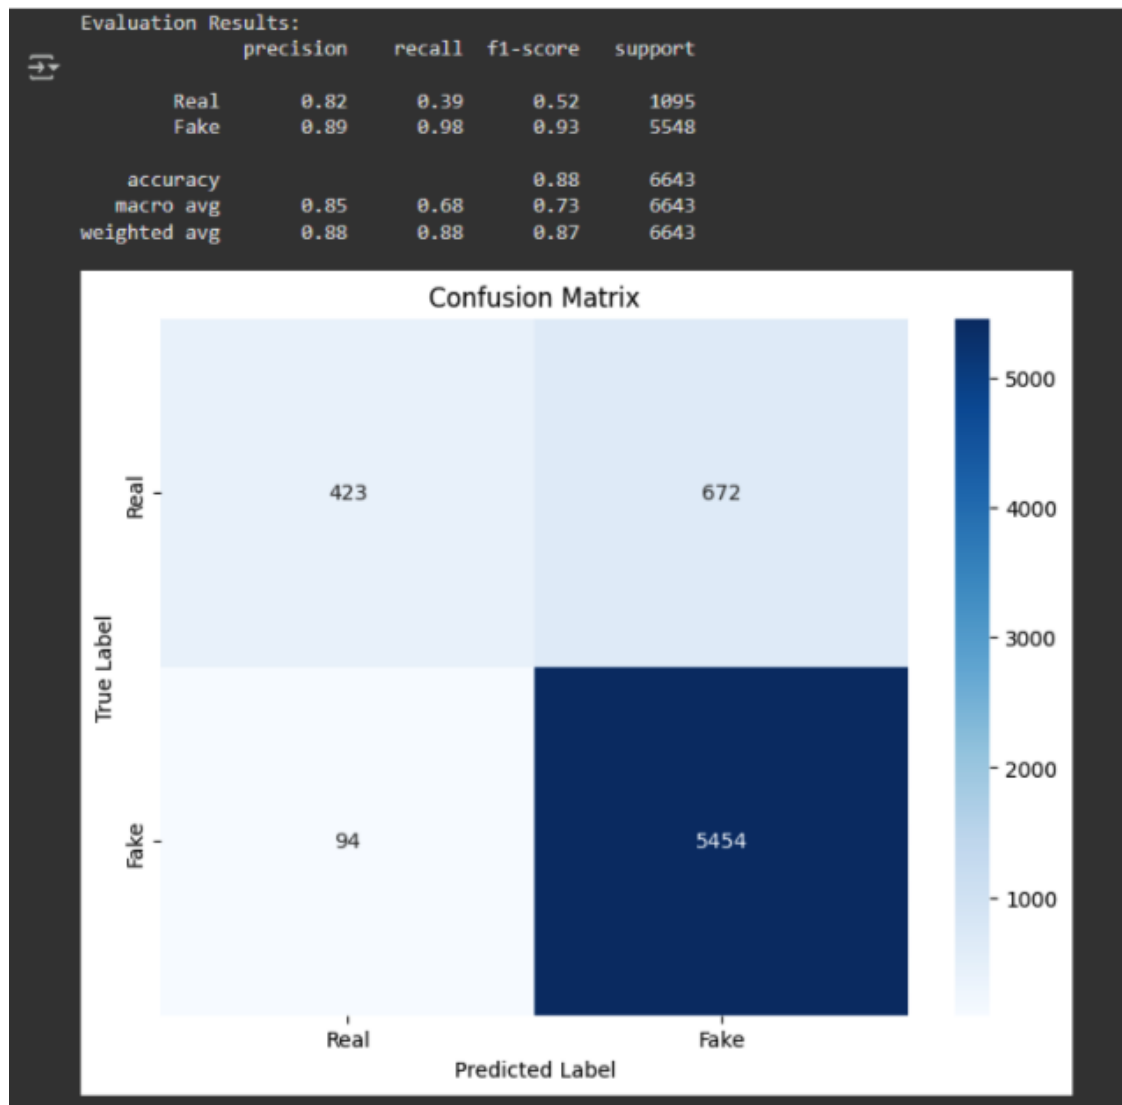 Evaluation Results:
precision recall f1-score support
Real 0.82 0.39 0.52 1095
Fake 0.89 0.98 0.93 5548
accuracy 0.88 6643
macro avg 0.85 0.68 0.73 6643
weighted avg 0.88 0.88 0.87 6643
Confusion Matrix
5000
4000
3000
2000
1000
True Label
Real
423 672
Fake
94 5454
Real Fake
Predicted Label